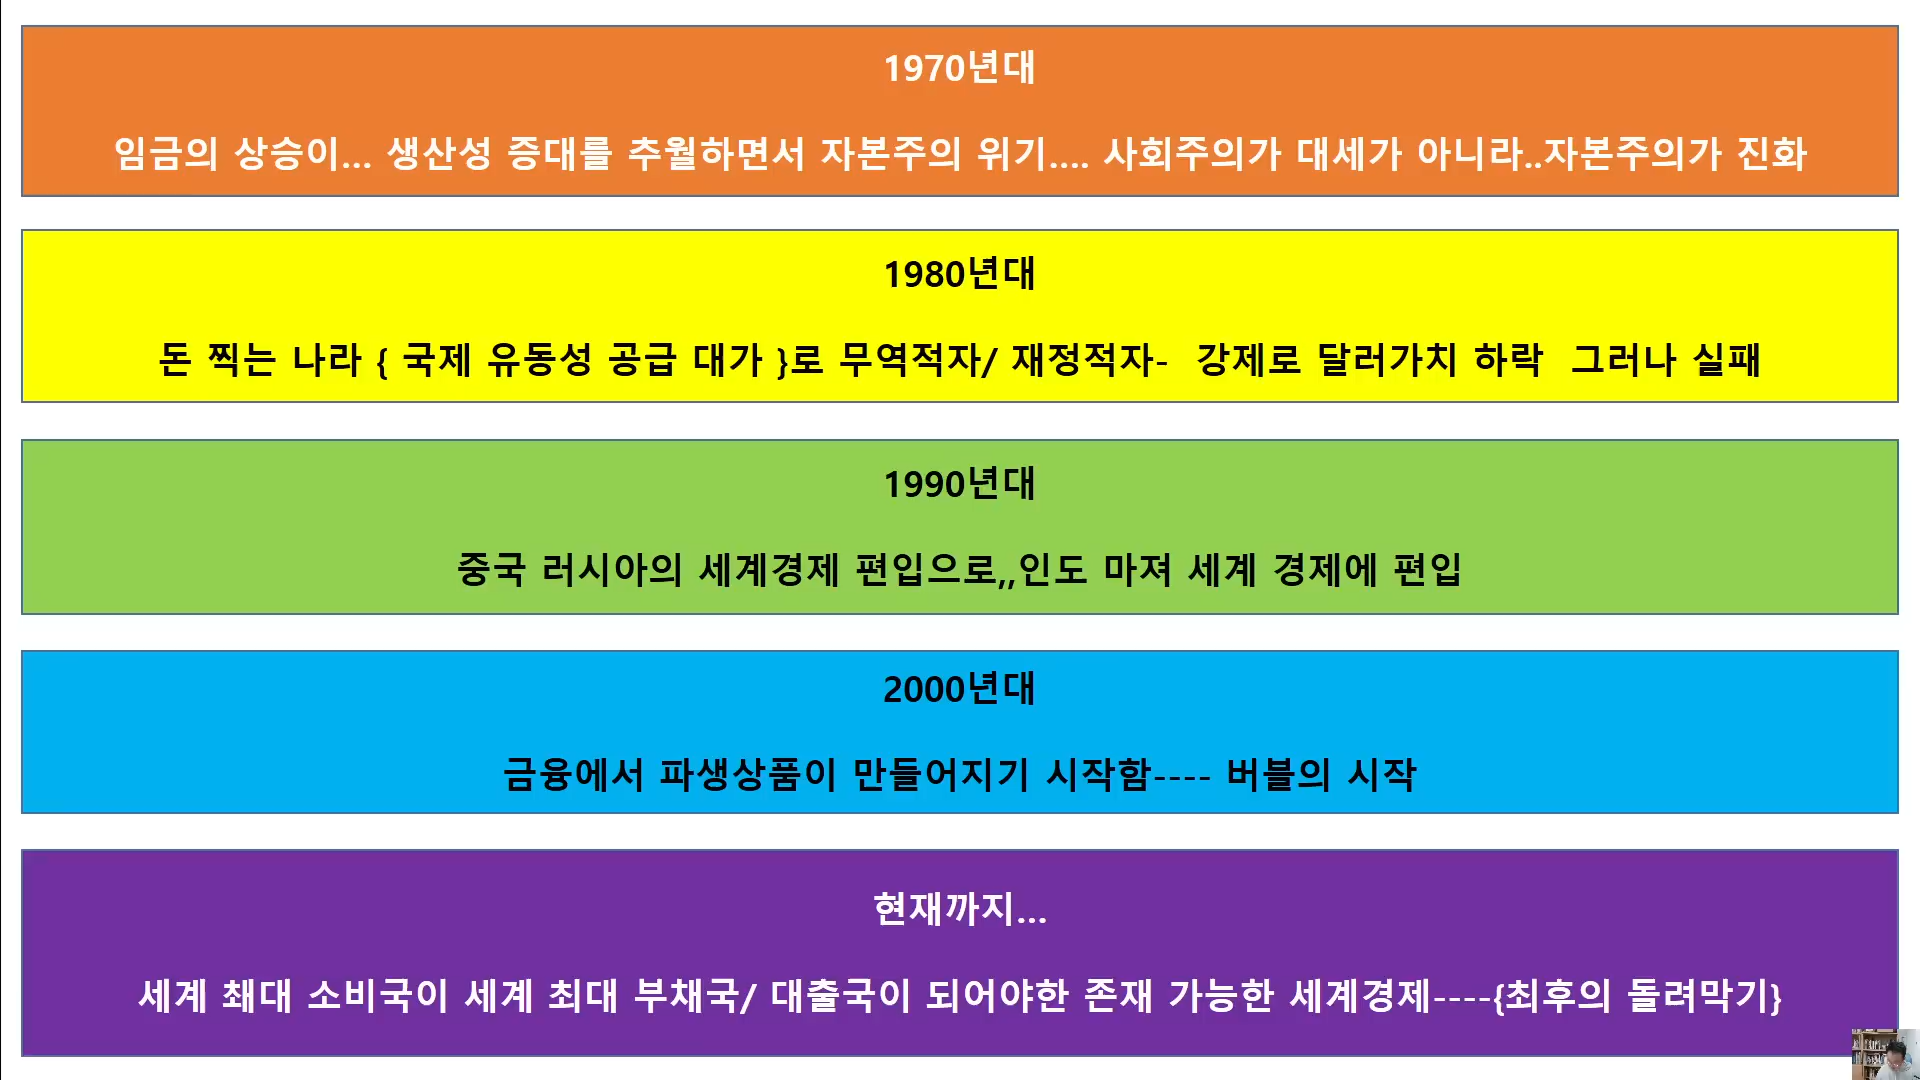 1970년대
임금의 상승이... 생산성 증대를 추월하면서 자본주의 위기.... 사회주의가 대세가 아니라..자본주의가 진화
1980년대
돈 찍는 나라 { 국제 유동성 공급 대가 }로 무역적자/ 재정적자- 강제로 달러가치 하락 그러나 실패
1990년대
중국 러시아의 세계경제 편입으로,,인도 마져 세계 경제에 편입
2000년대
금융에서 파생상품이 만들어지기 시작함---- 버블의 시작
현재까지...
세계 쵀대 소비국이 세계 최대 부채국/ 대출국이 되어야한 존재 가능한 세계경제----{최후의 돌려막기}